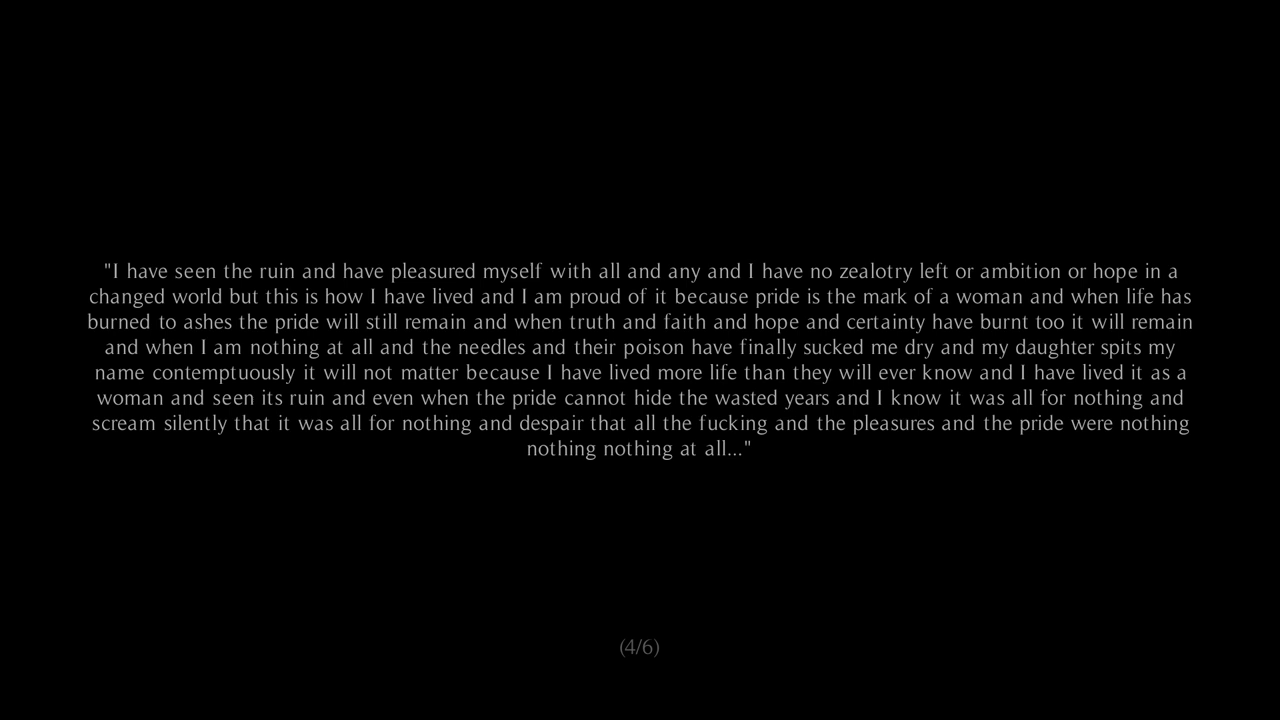 "I have seen the ruin and have pleasured myself with all and any and I have no zealotry left or ambition or hope in a
changed world but this is how I have lived and I am proud of it because pride is the mark of a woman and when life has
burned to ashes the pride will still remain and when truth and faith and hope and certainty have burnt too it will remain
and when I am nothing at all and the needles and their poison have finally sucked me dry and my daughter spits my
name contemptuously it will not matter because I have lived more life than they will ever know and I have lived it as a
woman and seen its ruin and even when the pride cannot hide the wasted years and I know it was all for nothing and
scream silently that it was all for nothing and despair that all the fucking and the pleasures and the pride were nothing
nothing nothing at all..."
(4/6)